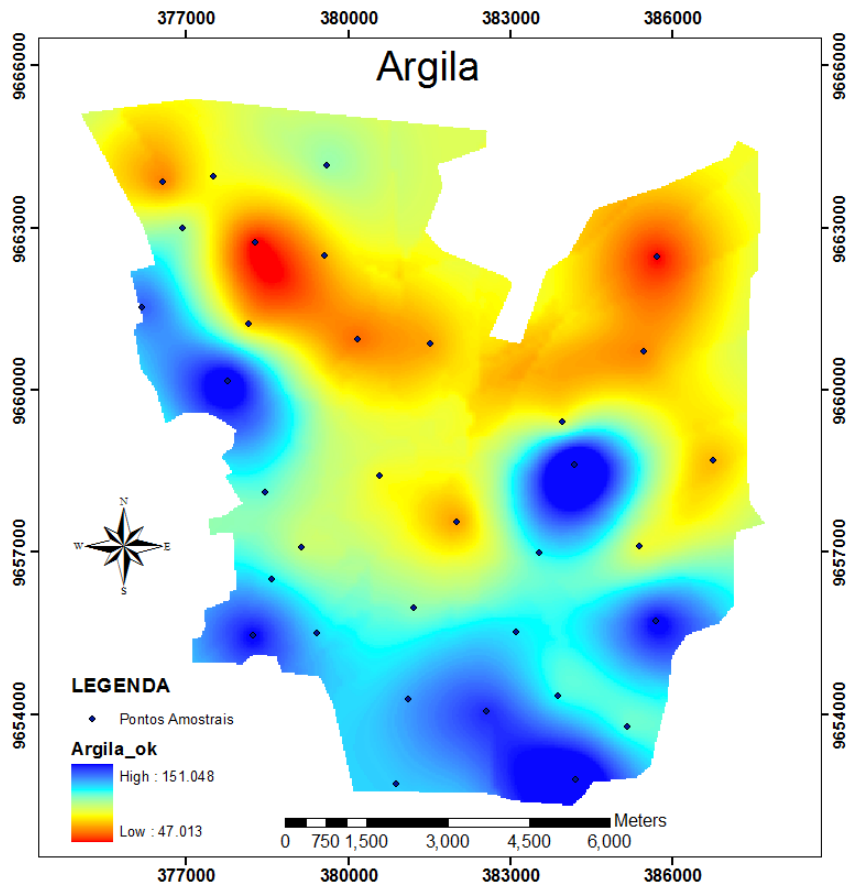 377000 380000 383000 386000
Argila
9666000 9666000
9663000 9663000
9660000 9660000
9657000 9657000
9654000 9654000
N
W E
S
LEGENDA
Pontos Amostrais
Argila_ok
High : 151.048
Low : 47.013
Meters
0 750 1,500 3,000 4,500 6,000
377000 380000 383000 386000